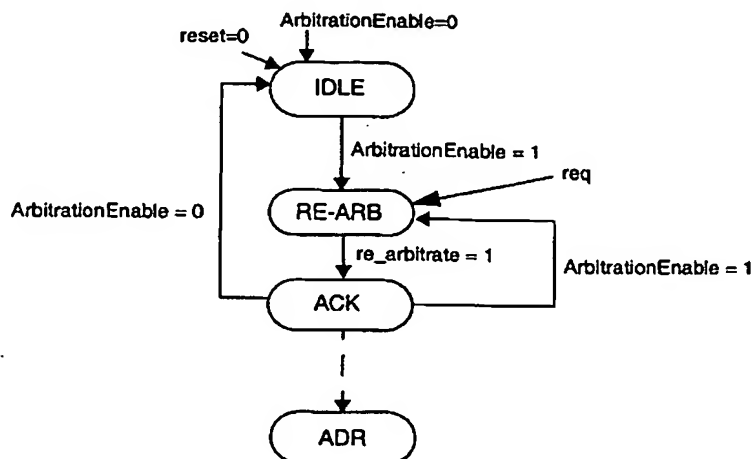 ArbitrationEnable=0
reset=0
IDLE
ArbitrationEnable = 1
req
ArbitrationEnable = 0
RE-ARB
re_arbitrate = 1
ArbitrationEnable = 1
ACK
ADR